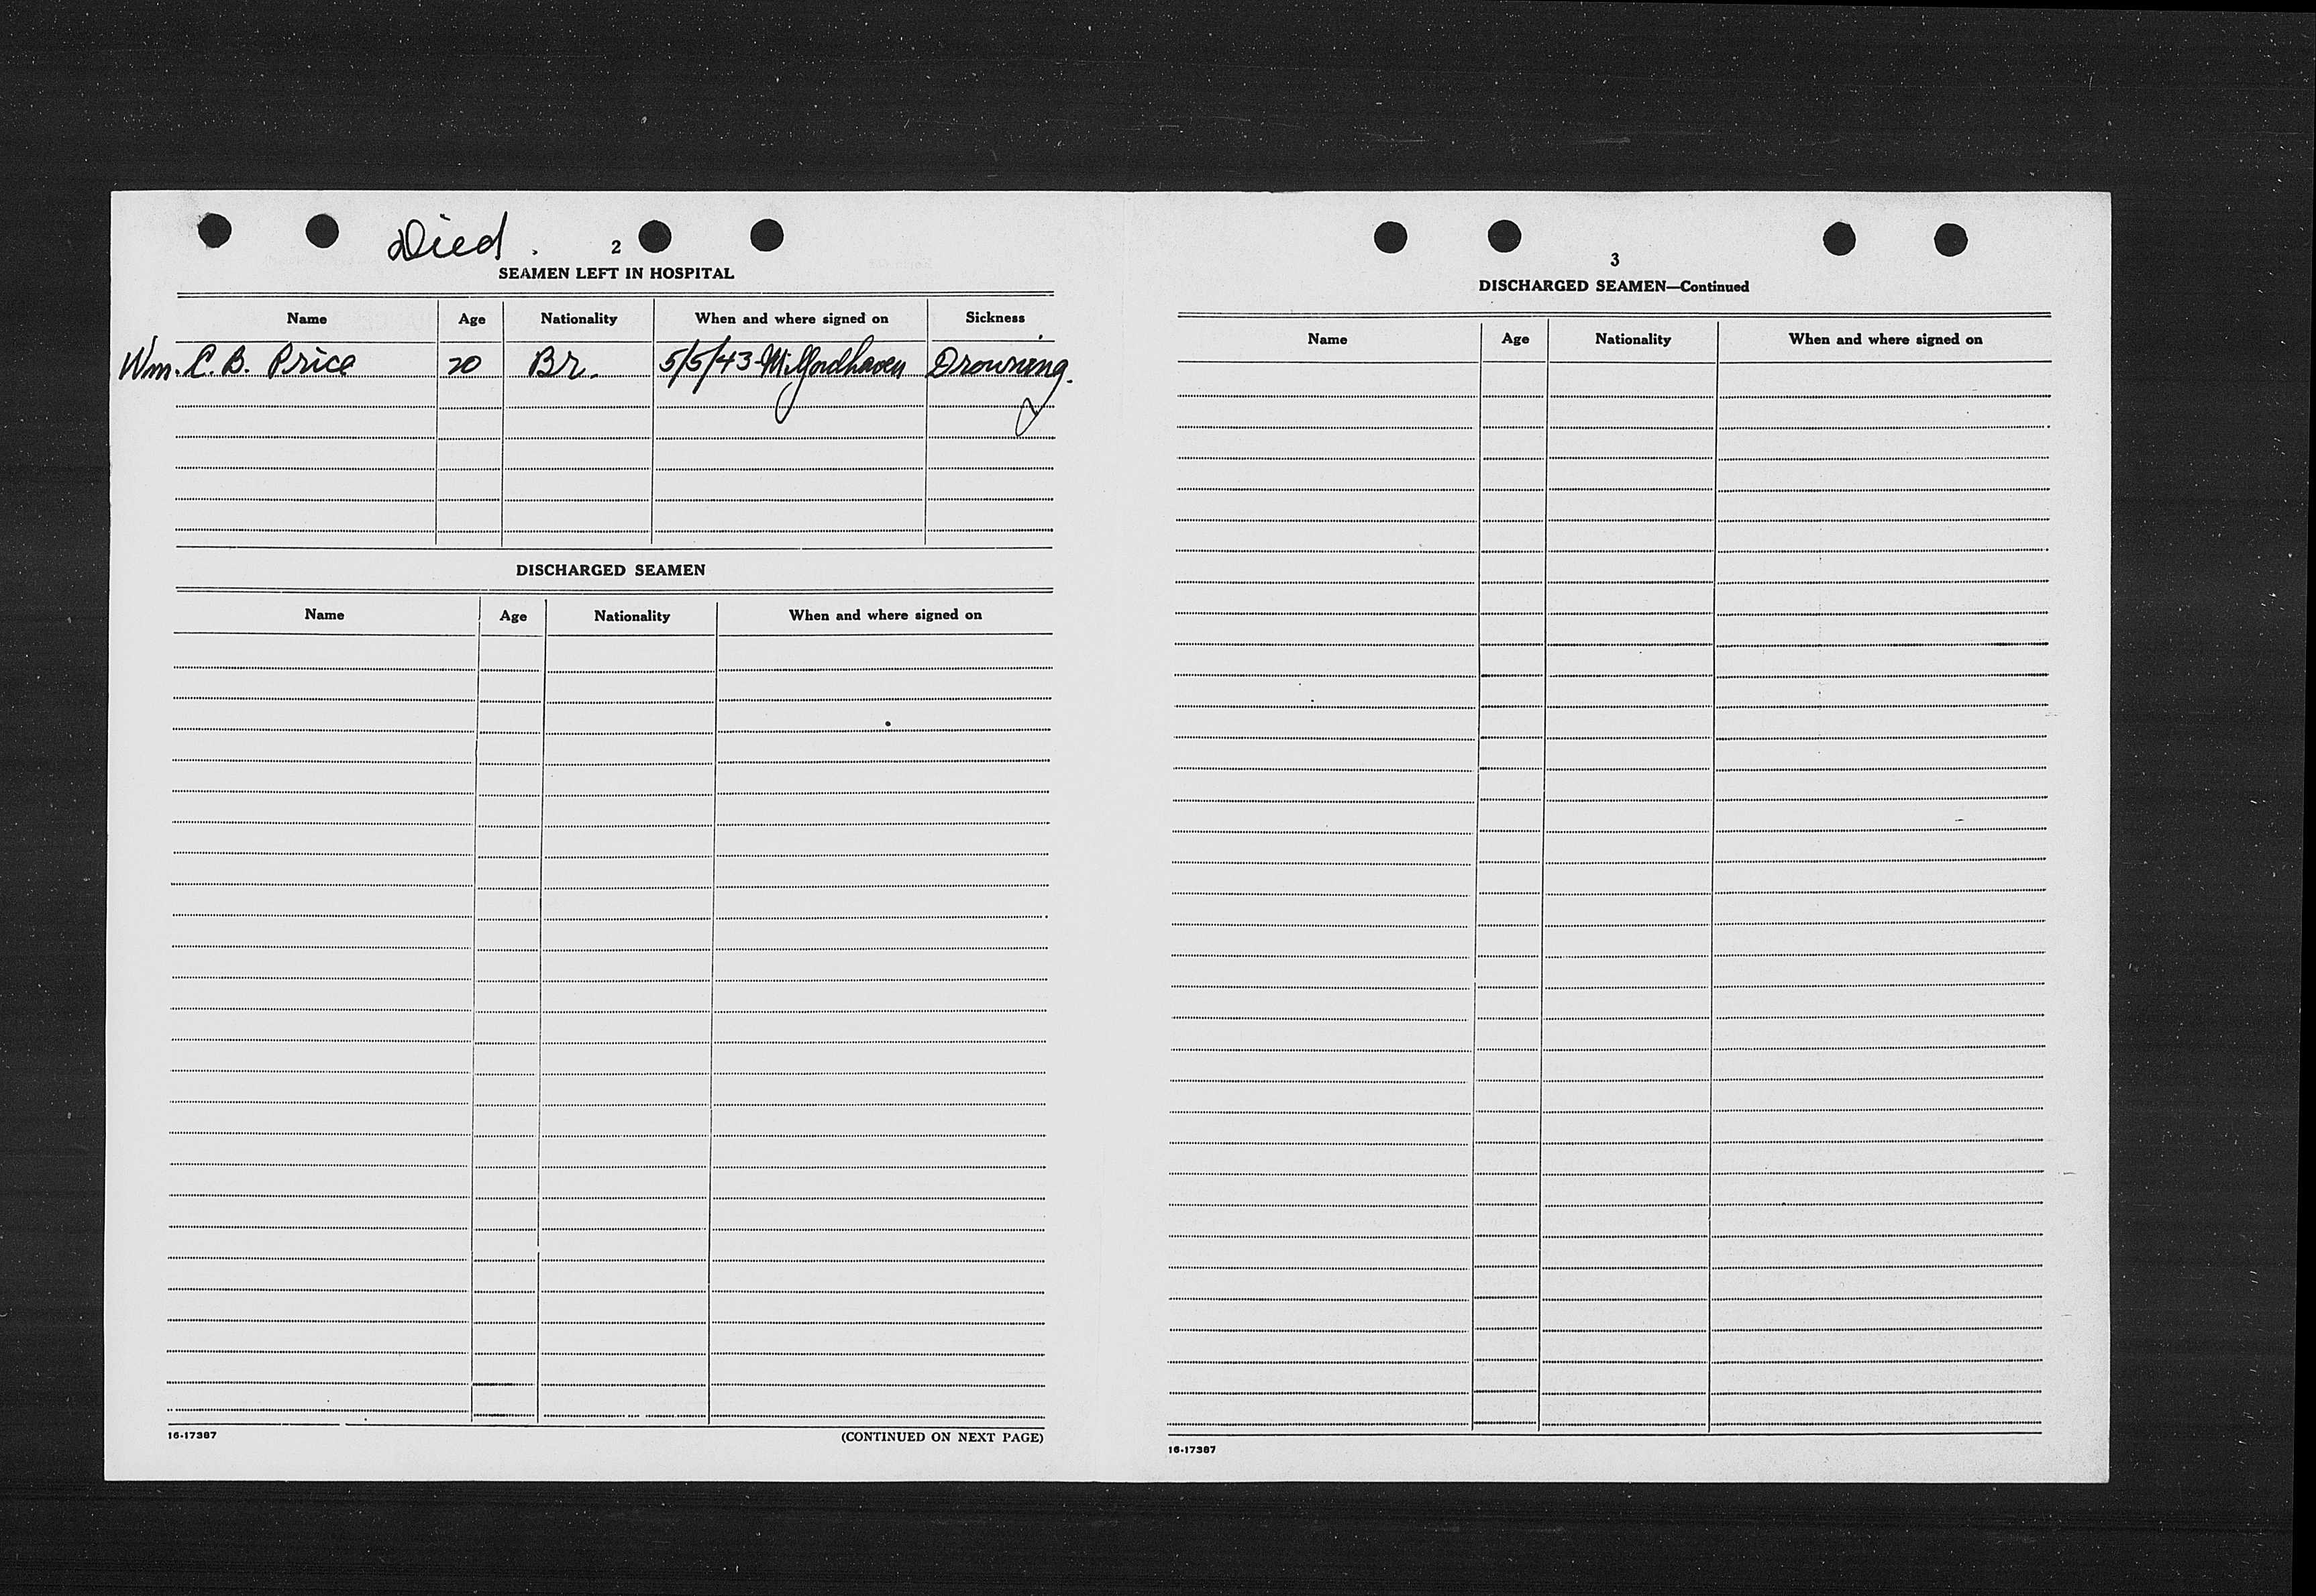 Died. 2
SEAMEN LEFT IN HOSPITAL
Name Age Nationality When and where signed on Sickness
Wm. C. B. Price 20 Br. 5/5/43 Milfordhaven Drowning.
DISCHARGED SEAMEN
Name Age Nationality When and where signed on
16-17387 (CONTINUED ON NEXT PAGE)
3
DISCHARGED SEAMEN—Continued
Name Age Nationality When and where signed on
16-17387